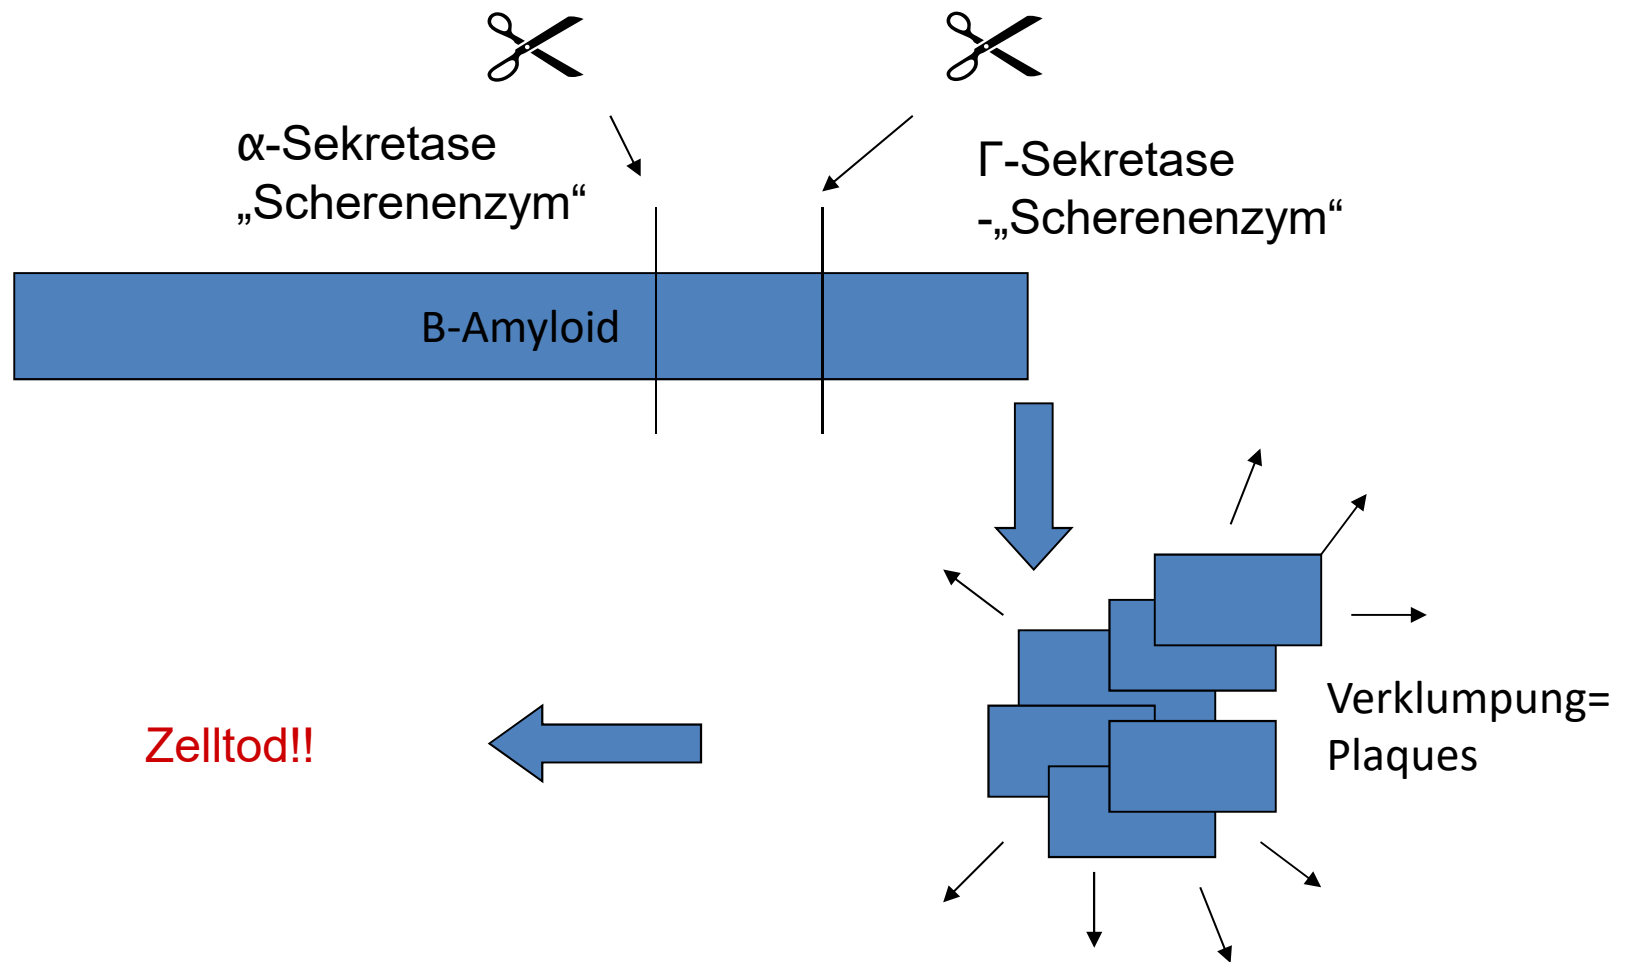 α-Sekretase
„Scherenenzym“
Γ-Sekretase
-„Scherenenzym“
B-Amyloid
Verklumpung=
Plaques
Zelltod!!